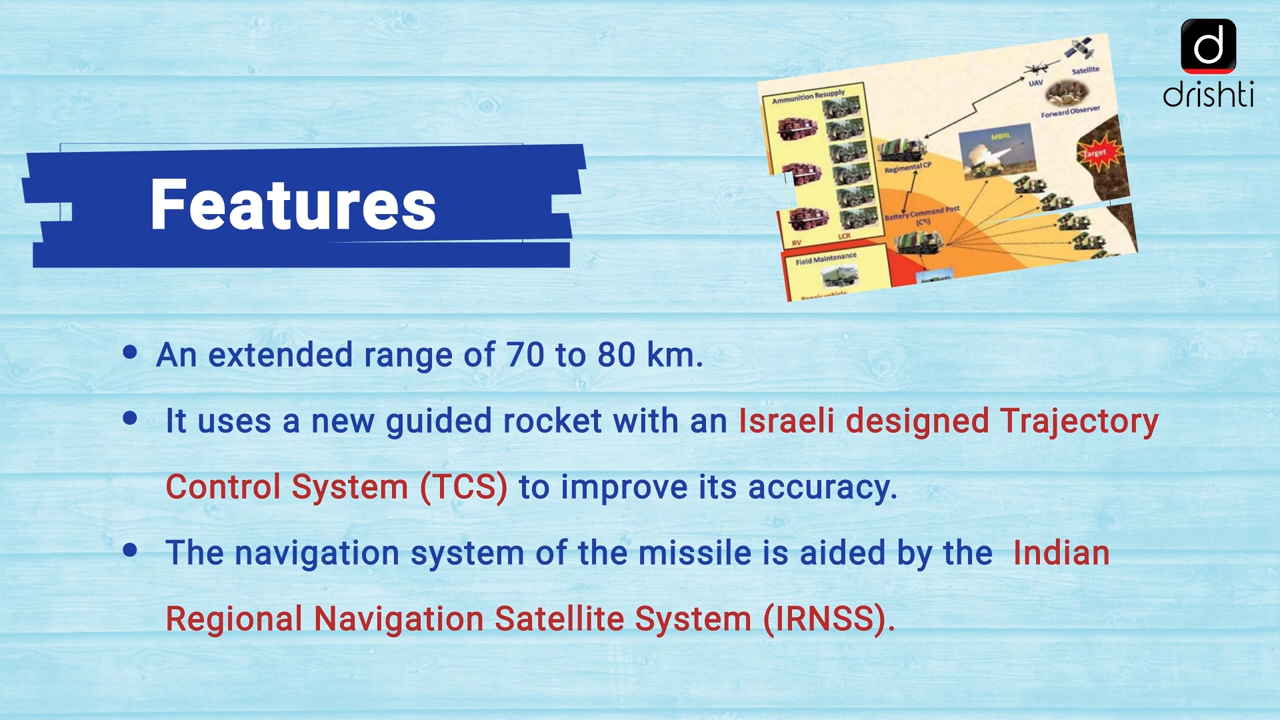 d
drishti
Features
Ammunition Resupply
RV
LCR
Field Maintenance
Regimental CP
Battery Command Post
UAV
Satellite
Forward Observer
MBRL
Target
• An extended range of 70 to 80 km.
• It uses a new guided rocket with an Israeli designed Trajectory
Control System (TCS) to improve its accuracy.
• The navigation system of the missile is aided by the Indian
Regional Navigation Satellite System (IRNSS).